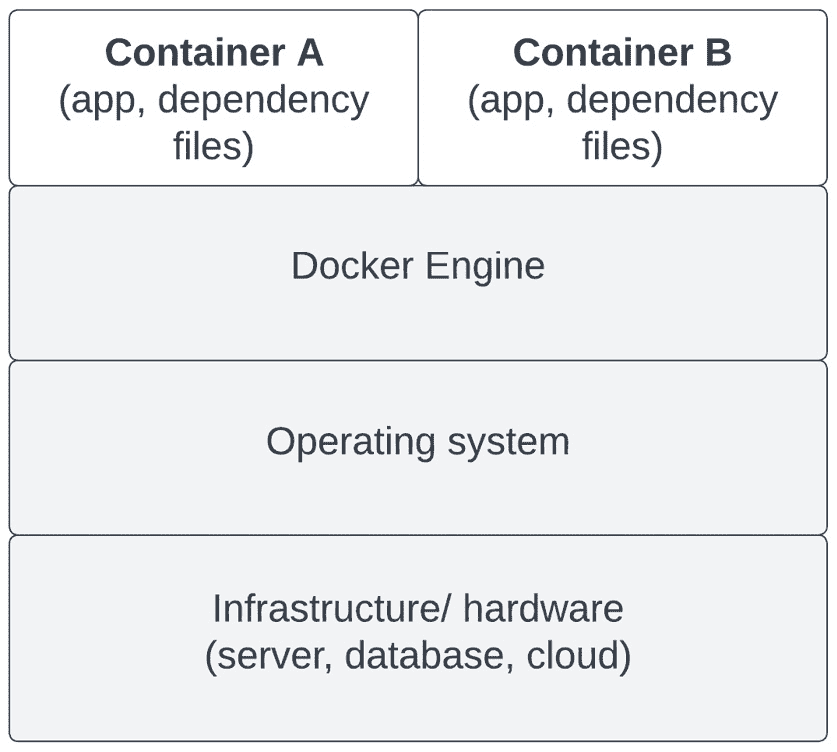 Container A
(app, dependency
files)
Container B
(app, dependency
files)
Docker Engine
Operating system
Infrastructure/ hardware
(server, database, cloud)